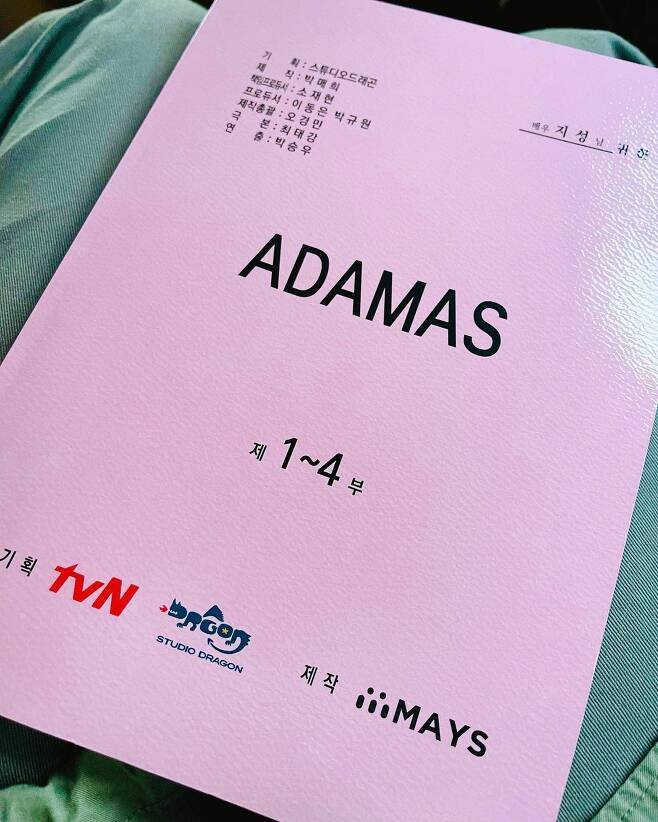 기 획 : 스튜디오드래곤
제 작 : 박매희
책임프로듀서 : 소재현
프로듀서 : 이동은 박규원
제작총괄 : 오경민
극 본 : 최태강
연 출 : 박승우
배우 지성 님 귀하
ADAMAS
제 1~4 부
기 획 tvN DRAGON
STUDIO DRAGON
제 작 MAYS